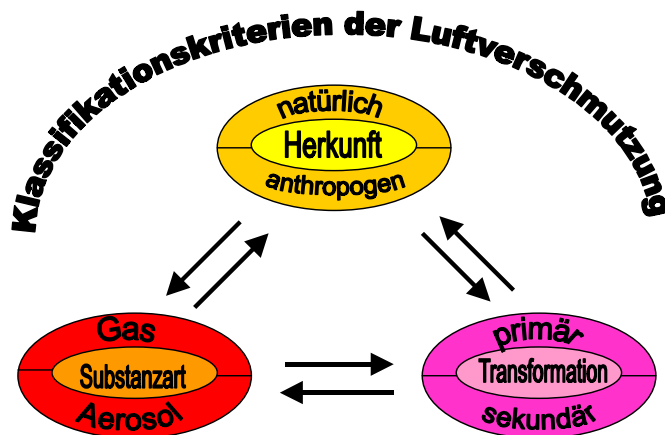 Klassifikationskriterien der Luftverschmutzung
natürlich
Herkunft
anthropogen
Gas
Substanzart
Aerosol
primär
Transformation
sekundär